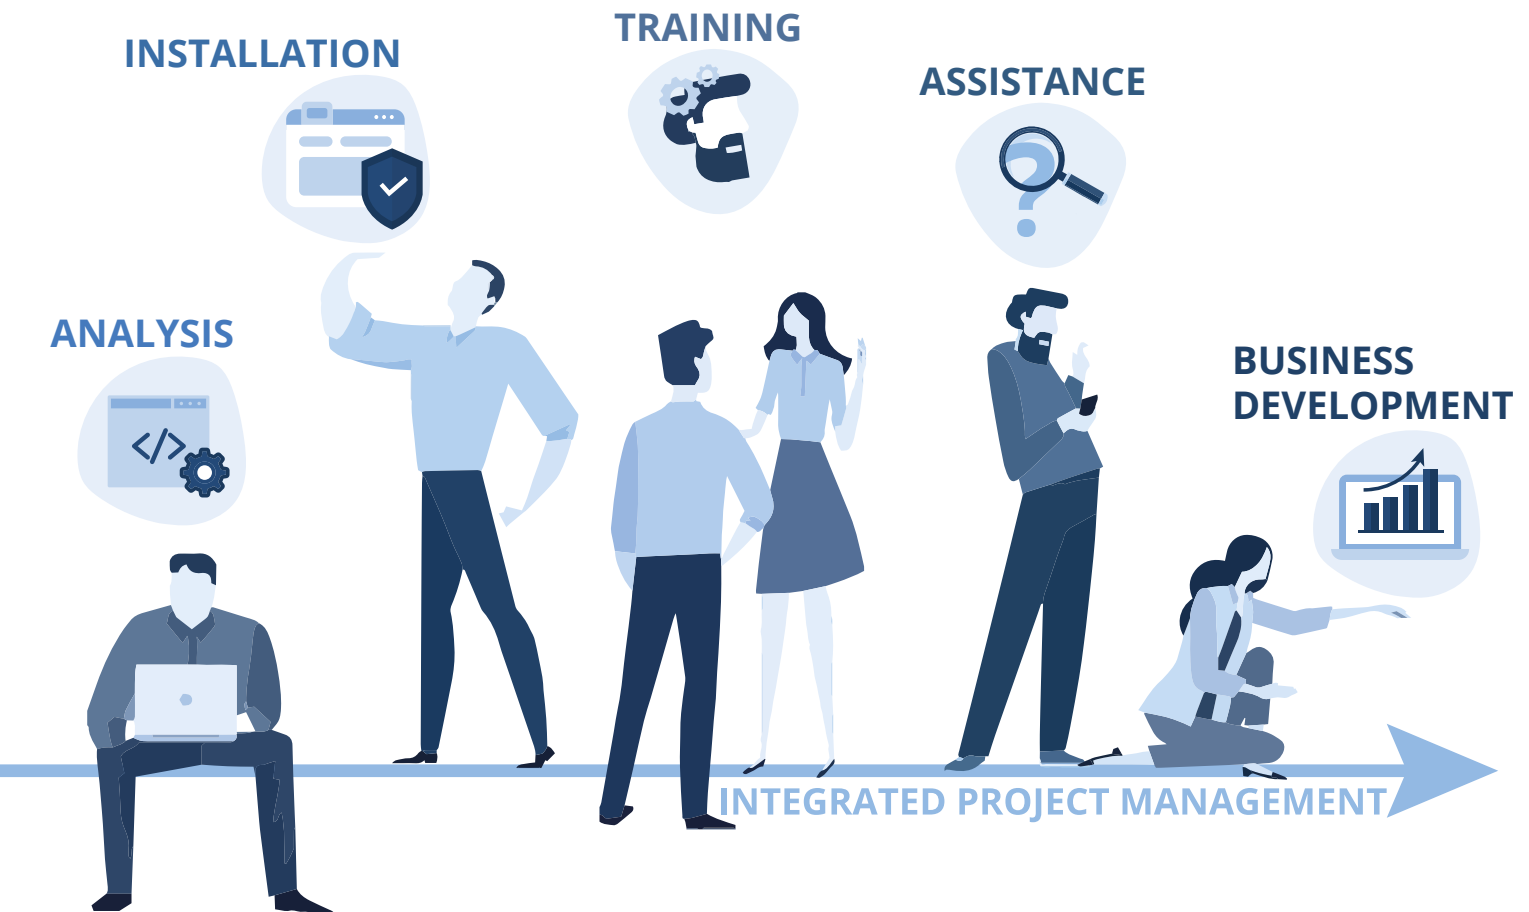 INSTALLATION
TRAINING
ASSISTANCE
ANALYSIS
</>
BUSINESS
DEVELOPMENT
?
INTEGRATED PROJECT MANAGEMENT